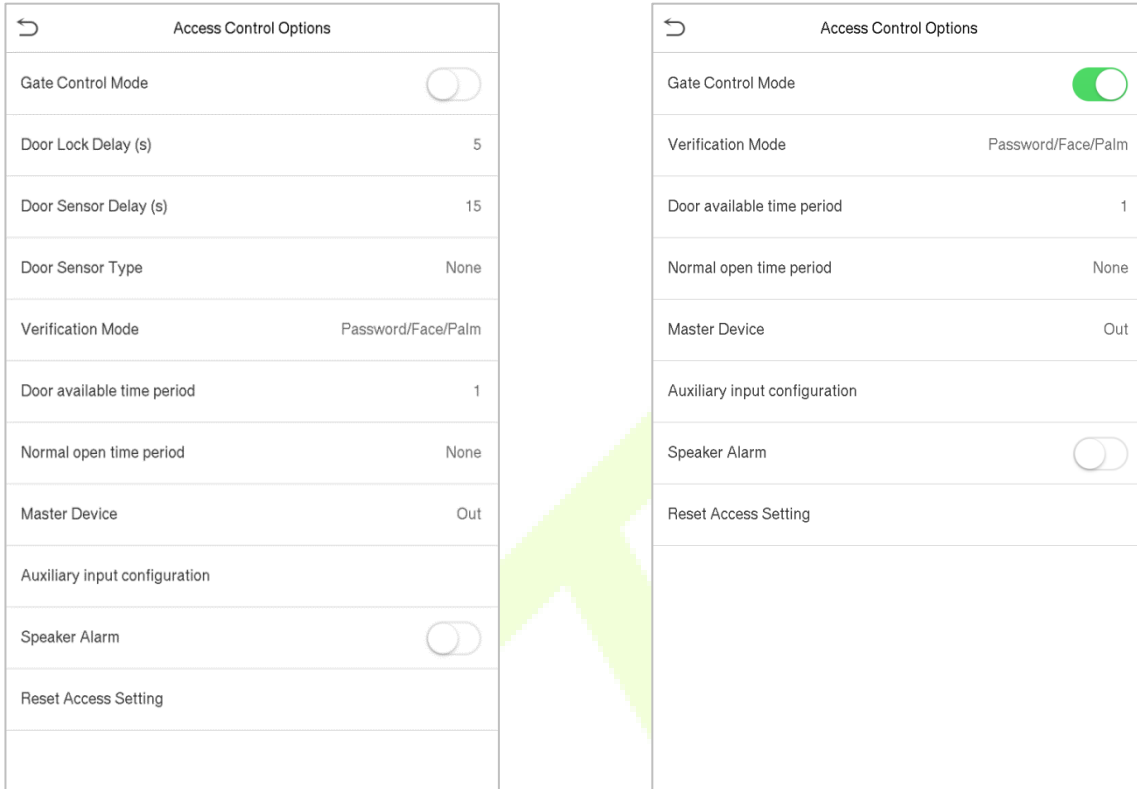 Access Control Options
Gate Control Mode
Door Lock Delay (s) 5
Door Sensor Delay (s) 15
Door Sensor Type None
Verification Mode Password/Face/Palm
Door available time period 1
Normal open time period None
Master Device Out
Auxiliary input configuration
Speaker Alarm
Reset Access Setting
Access Control Options
Gate Control Mode
Verification Mode Password/Face/Palm
Door available time period 1
Normal open time period None
Master Device Out
Auxiliary input configuration
Speaker Alarm
Reset Access Setting